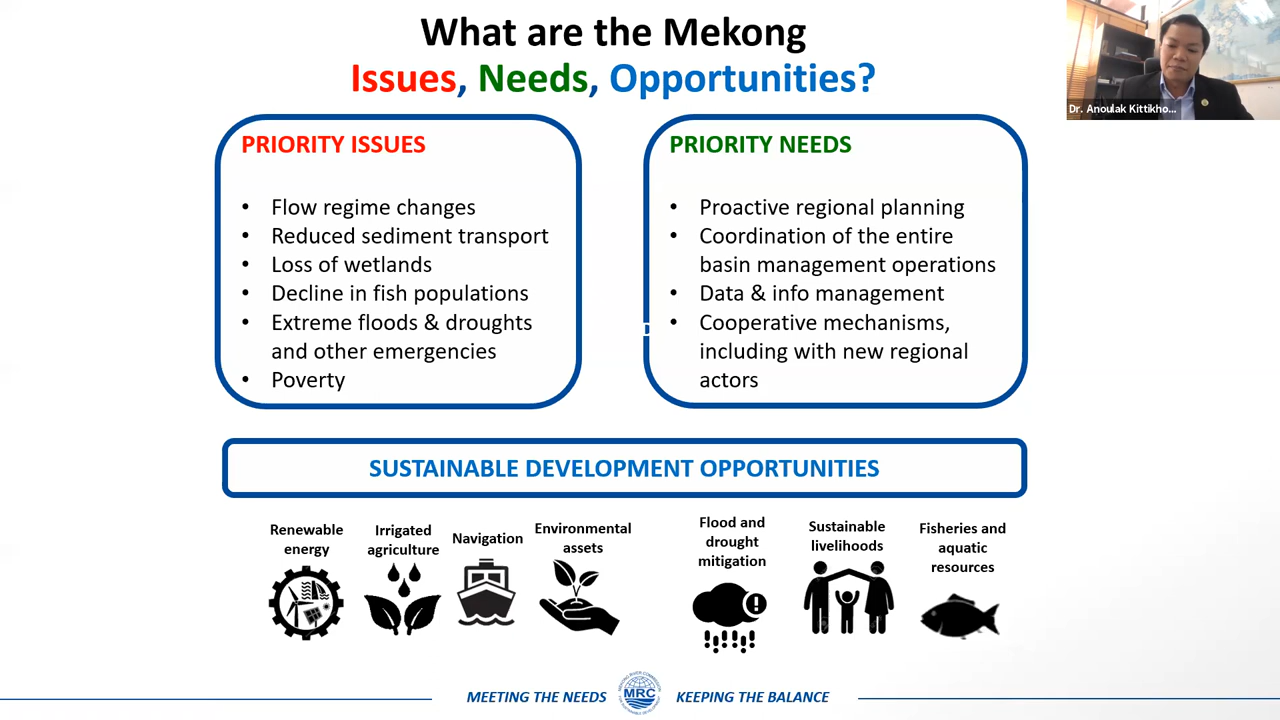 What are the Mekong
Issues, Needs, Opportunities?
Dr. Anoulak Kittikho...
PRIORITY ISSUES
• Flow regime changes
• Reduced sediment transport
• Loss of wetlands
• Decline in fish populations
• Extreme floods & droughts
and other emergencies
• Poverty
PRIORITY NEEDS
• Proactive regional planning
• Coordination of the entire
basin management operations
• Data & info management
• Cooperative mechanisms,
including with new regional
actors
SUSTAINABLE DEVELOPMENT OPPORTUNITIES
Renewable
energy
Irrigated
agriculture
Navigation
Environmental
assets
Flood and
drought
mitigation
Sustainable
livelihoods
Fisheries and
aquatic
resources
MEETING THE NEEDS
MRC
KEEPING THE BALANCE